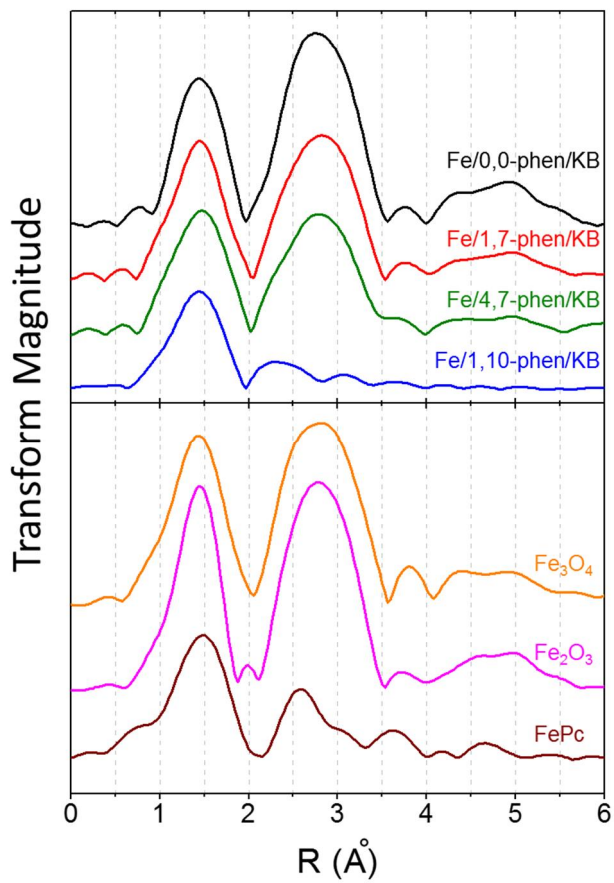 Transform Magnitude
Fe/0,0-phen/KB
Fe/1,7-phen/KB
Fe/4,7-phen/KB
Fe/1,10-phen/KB
Fe₃O₄
Fe₂O₃
FePc
0 1 2 3 4 5 6
R (Å)